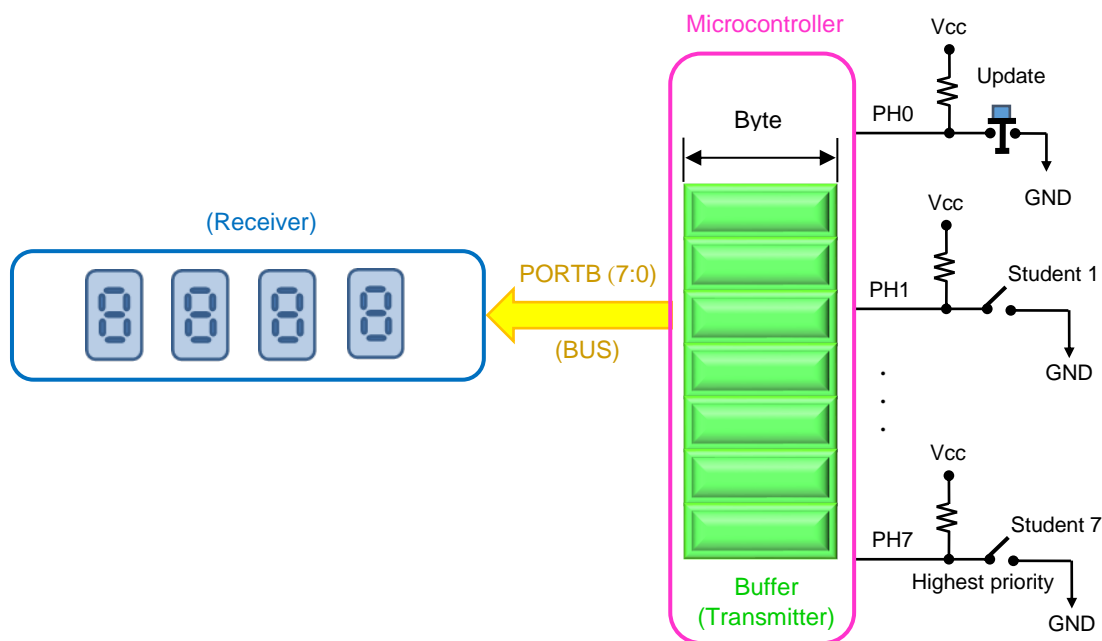 Microcontroller
Vcc
Update
PH0
Byte
GND
(Receiver)
Vcc
PORTB (7:0)
Student 1
PH1
(BUS)
GND
.
.
.
Vcc
Student 7
PH7
Highest priority
Buffer
(Transmitter)
GND